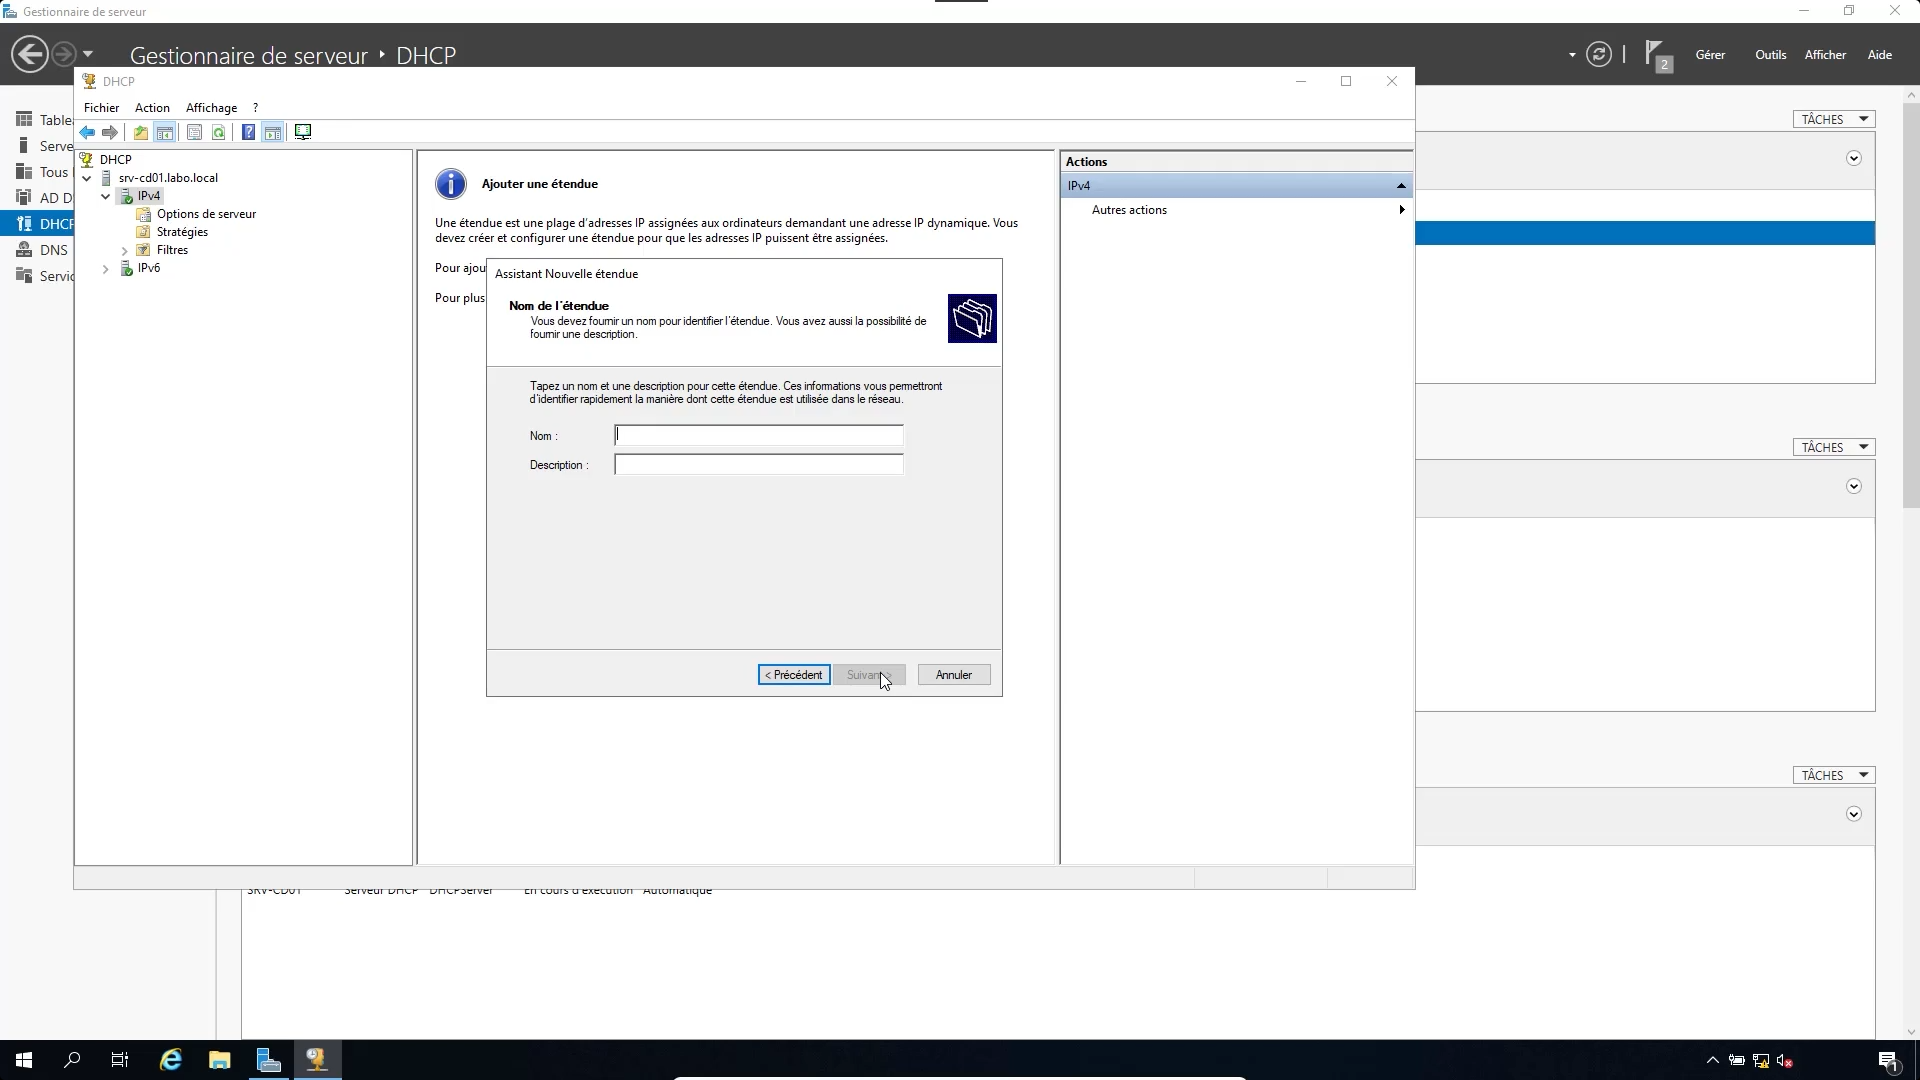 Gestionnaire de serveur
Gestionnaire de serveur ‣ DHCP
2
Gérer
Outils
Afficher
Aide
DHCP
Fichier
Action
Affichage
?
Serve
Tous
AD D
DHCP
DNS
Servic
DHCP
srv-cd01.labo.local
IPv4
Options de serveur
Stratégies
Filtres
IPv6
Ajouter une étendue
Une étendue est une plage d'adresses IP assignées aux ordinateurs demandant une adresse IP dynamique. Vous
devez créer et configurer une étendue pour que les adresses IP puissent être assignées.
Pour ajou
Pour plus
Assistant Nouvelle étendue
Nom de l'étendue
Vous devez fournir un nom pour identifier l'étendue. Vous avez aussi la possibilité de
fournir une description.
Tapez un nom et une description pour cette étendue. Ces informations vous permettront
d'identifier rapidement la manière dont cette étendue est utilisée dans le réseau.
Nom :
Description :
< Précédent
Suivant >
Annuler
Actions
IPv4
Autres actions
TÂCHES
TÂCHES
TÂCHES
SRV-CD01 Serveur DHCP DHCPServer En cours d'exécution Automatique
1